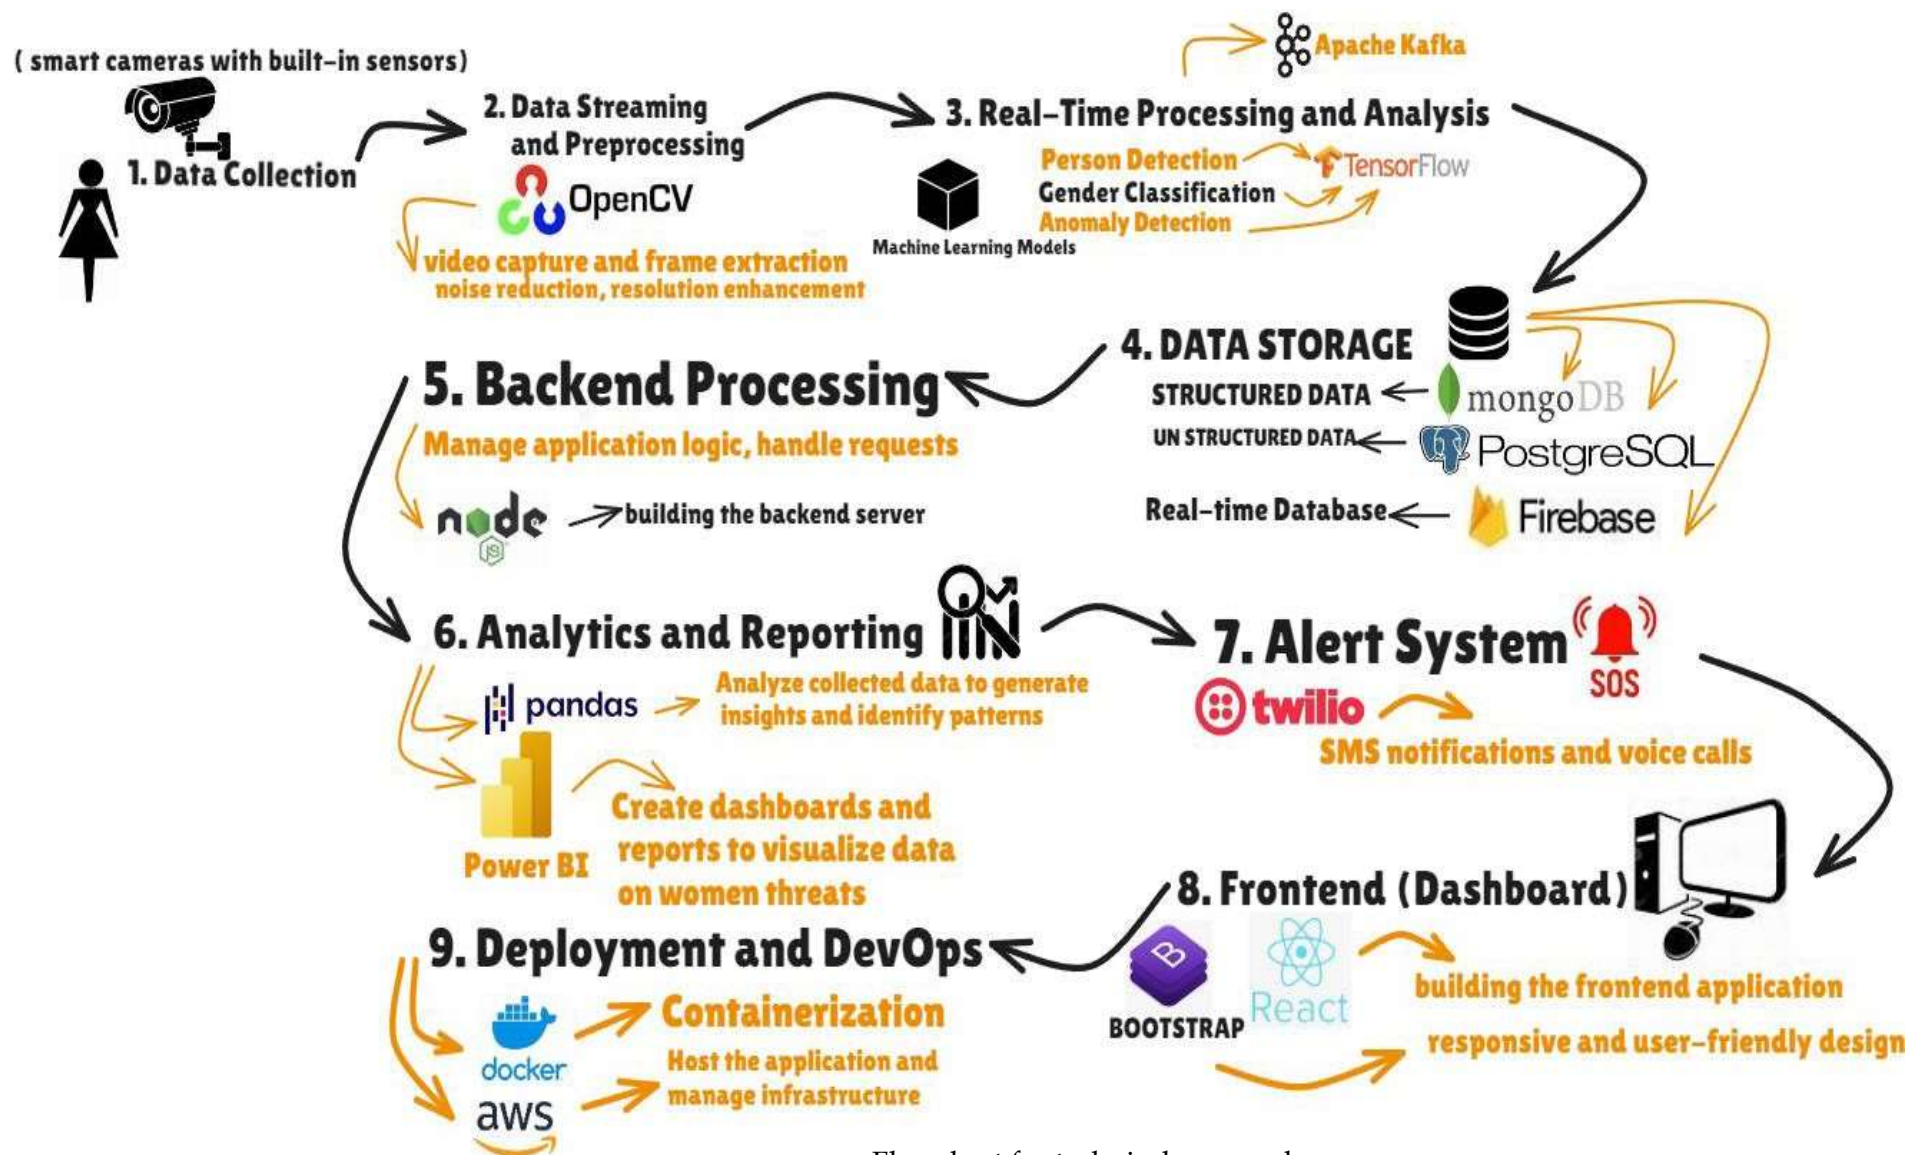 ( smart cameras with built-in sensors)
1. Data Collection
2. Data Streaming
and Preprocessing
OpenCV
video capture and frame extraction
noise reduction, resolution enhancement
Apache Kafka
3. Real-Time Processing and Analysis
Person Detection
TensorFlow
Gender Classification
Anomaly Detection
Machine Learning Models
4. DATA STORAGE
STRUCTURED DATA
mongoDB
UN STRUCTURED DATA
PostgreSQL
Real-time Database
Firebase
5. Backend Processing
Manage application logic, handle requests
node
JS
building the backend server
6. Analytics and Reporting
pandas
Analyze collected data to generate
insights and identify patterns
Power BI
Create dashboards and
reports to visualize data
on women threats
7. Alert System
SOS
twilio
SMS notifications and voice calls
8. Frontend (Dashboard)
B
BOOTSTRAP
React
building the frontend application
responsive and user-friendly design
9. Deployment and DevOps
docker
Containerization
aws
Host the application and
manage infrastructure